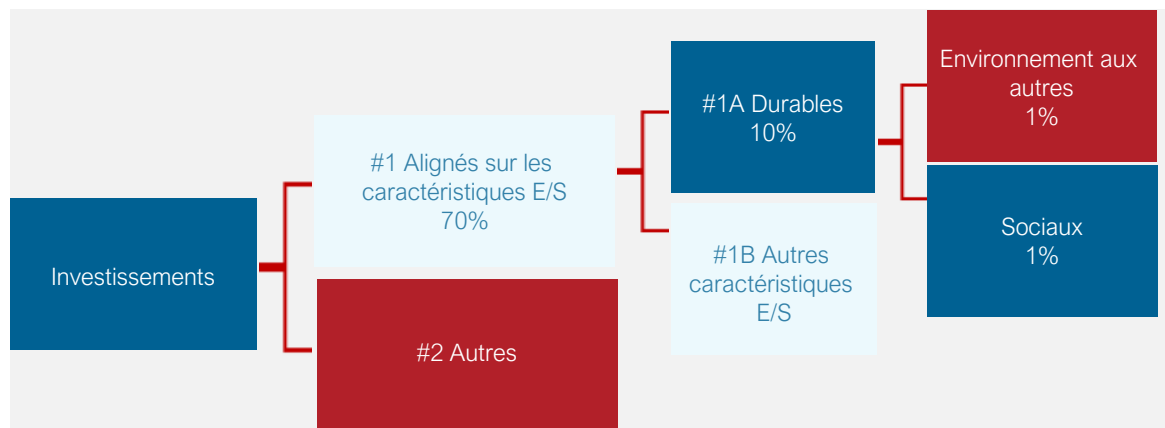 Investissements
#1 Alignés sur les
caractéristiques E/S
70%
#2 Autres
#1A Durables
10%
#1B Autres
caractéristiques
E/S
Environnement aux
autres
1%
Sociaux
1%